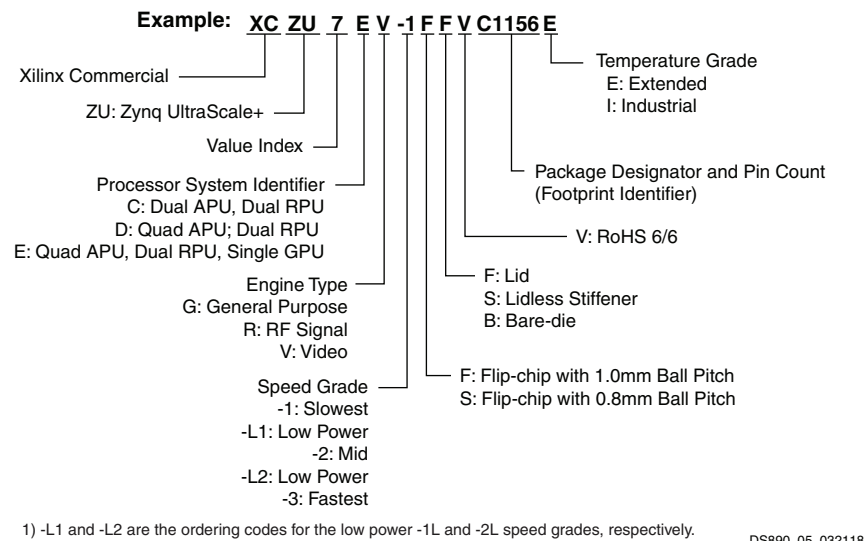 Example: XC ZU 7 E V -1 F F V C1156 E
Xilinx Commercial
ZU: Zynq UltraScale+
Value Index
Processor System Identifier
C: Dual APU, Dual RPU
D: Quad APU; Dual RPU
E: Quad APU, Dual RPU, Single GPU
Engine Type
G: General Purpose
R: RF Signal
V: Video
Speed Grade
-1: Slowest
-L1: Low Power
-2: Mid
-L2: Low Power
-3: Fastest
Temperature Grade
E: Extended
I: Industrial
Package Designator and Pin Count
(Footprint Identifier)
V: RoHS 6/6
F: Lid
S: Lidless Stiffener
B: Bare-die
F: Flip-chip with 1.0mm Ball Pitch
S: Flip-chip with 0.8mm Ball Pitch
1) -L1 and -L2 are the ordering codes for the low power -1L and -2L speed grades, respectively.
DS890_05_032118